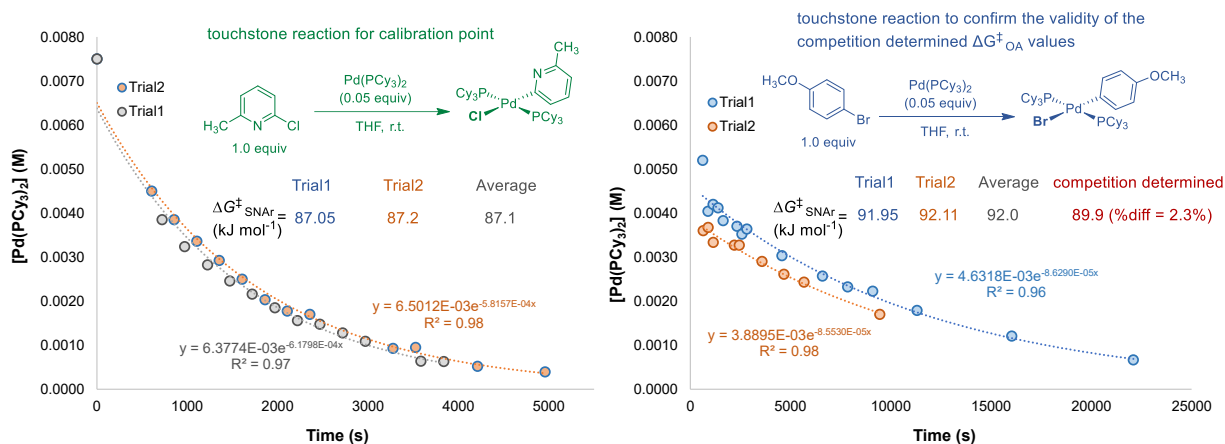 touchstone reaction for calibration point
[Pd(PCy3)2] (M)
0.0080
0.0070
0.0060
0.0050
0.0040
0.0030
0.0020
0.0010
0.0000
Trial2
Trial1
CH3
N
Cl
1.0 equiv
Pd(PCy3)2
(0.05 equiv)
THF, r.t.
CH3
N
Cy3P
Pd
Cl
PCy3
Trial1 Trial2 Average
ΔG‡SNAr =
(kJ mol-1)
87.05 87.2 87.1
y = 6.5012E-03e-5.8157E-04x
R² = 0.98
y = 6.3774E-03e-6.1798E-04x
R² = 0.97
0 1000 2000 3000 4000 5000
Time (s)
touchstone reaction to confirm the validity of the
competition determined ΔG‡OA values
[Pd(PCy3)2] (M)
0.0080
0.0070
0.0060
0.0050
0.0040
0.0030
0.0020
0.0010
0.0000
Trial1
Trial2
H3CO
Br
1.0 equiv
Pd(PCy3)2
(0.05 equiv)
THF, r.t.
OCH3
Cy3P
Pd
Br
PCy3
Trial1 Trial2 Average competition determined
ΔG‡SNAr =
(kJ mol-1)
91.95 92.11 92.0 89.9 (%diff = 2.3%)
y = 4.6318E-03e-8.6290E-05x
R² = 0.96
y = 3.8895E-03e-8.5530E-05x
R² = 0.98
0 5000 10000 15000 20000 25000
Time (s)